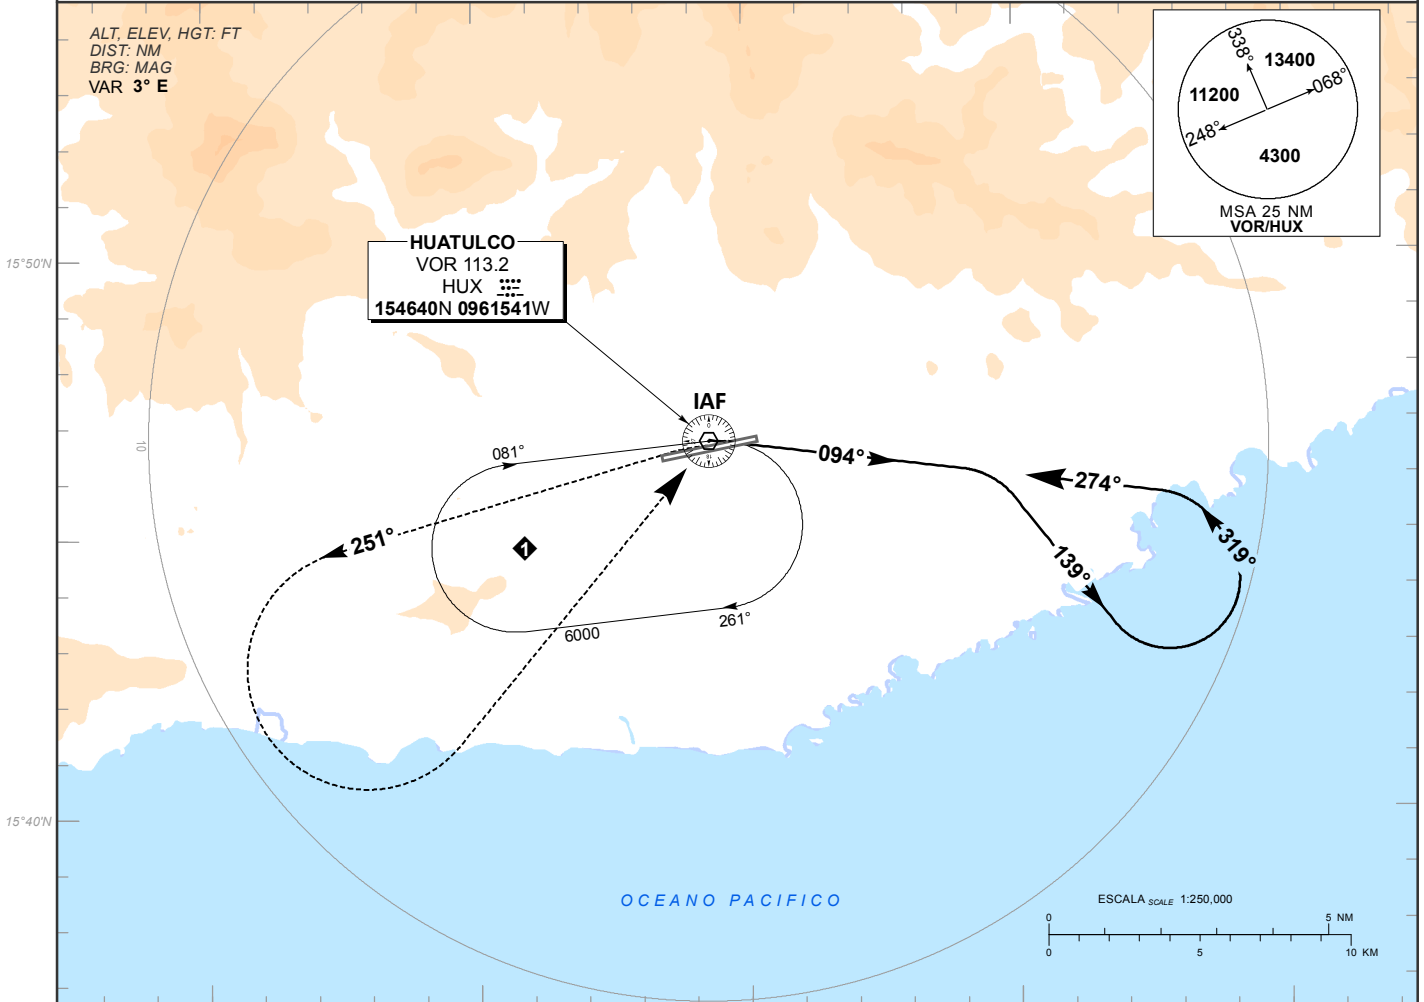 ALT, ELEV, HGT: FT
DIST: NM
BRG: MAG
VAR 3° E
338°
13400
068°
11200
248°
4300
MSA 25 NM
VOR/HUX
15°50'N
HUATULCO
VOR 113.2
HUX
154640N 0961541W
IAF
0
18
10
081°
094°
274°
251°
1
319°
139°
261°
6000
15°40'N
OCEANO PACIFICO
ESCALA SCALE 1:250,000
0 5 NM
0 5 10 KM